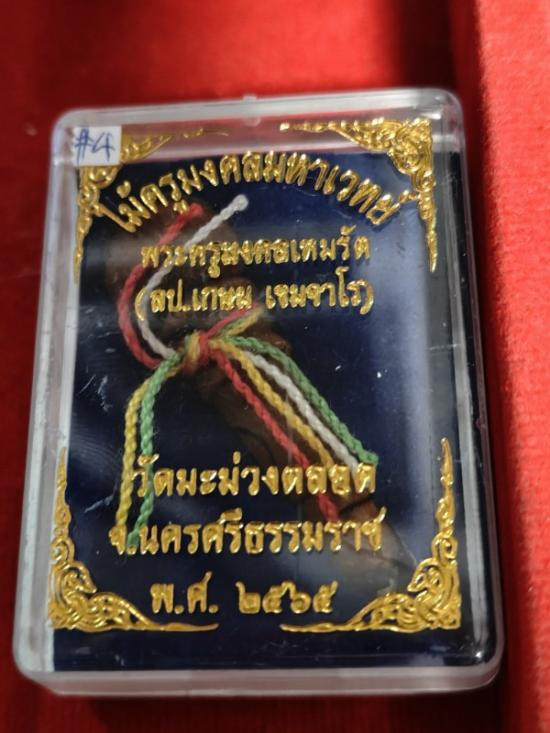 #4
ไม้ครูมงคลมหาเวทย์
พระครูมงคลเขมรัต
(ลป.เกษม เขมจาโร)
วัดมะม่วงตลอด
จ.นครศรีธรรมราช
พ.ศ. ๒๕๖๕